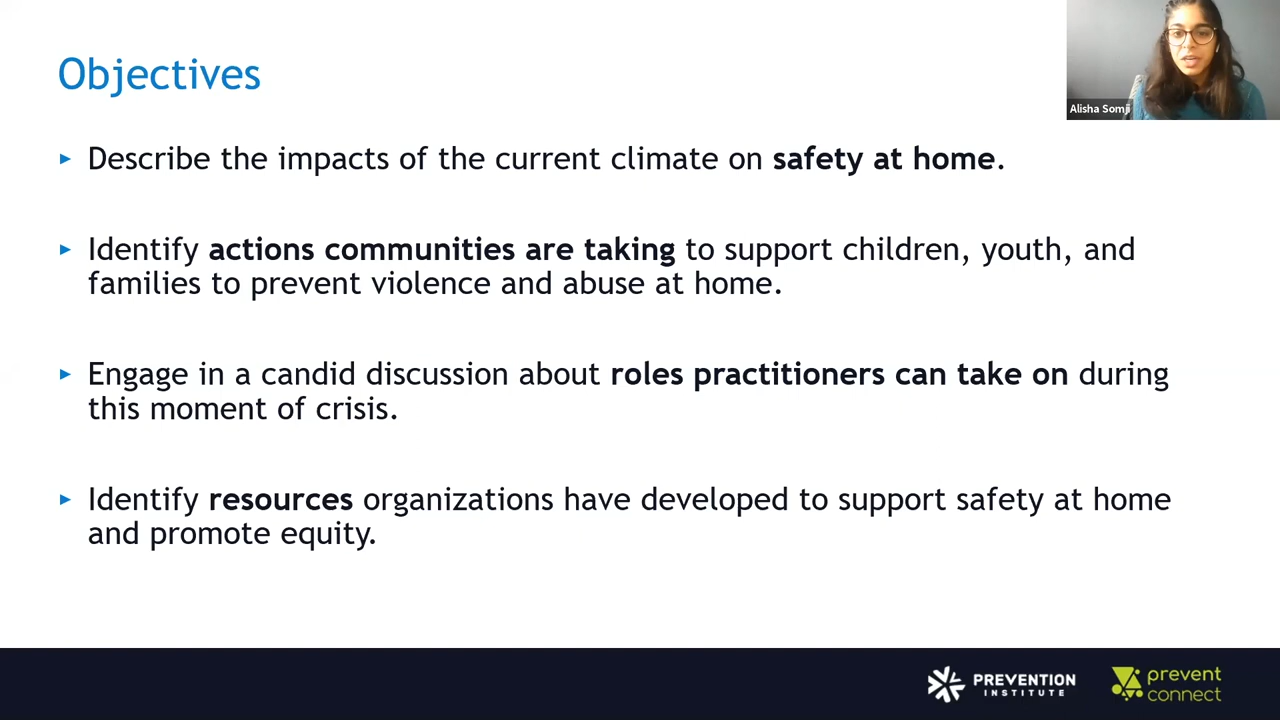 Objectives
Alisha Somji
▸ Describe the impacts of the current climate on safety at home.
▸ Identify actions communities are taking to support children, youth, and
families to prevent violence and abuse at home.
▸ Engage in a candid discussion about roles practitioners can take on during
this moment of crisis.
▸ Identify resources organizations have developed to support safety at home
and promote equity.
PREVENTION
INSTITUTE
prevent
connect